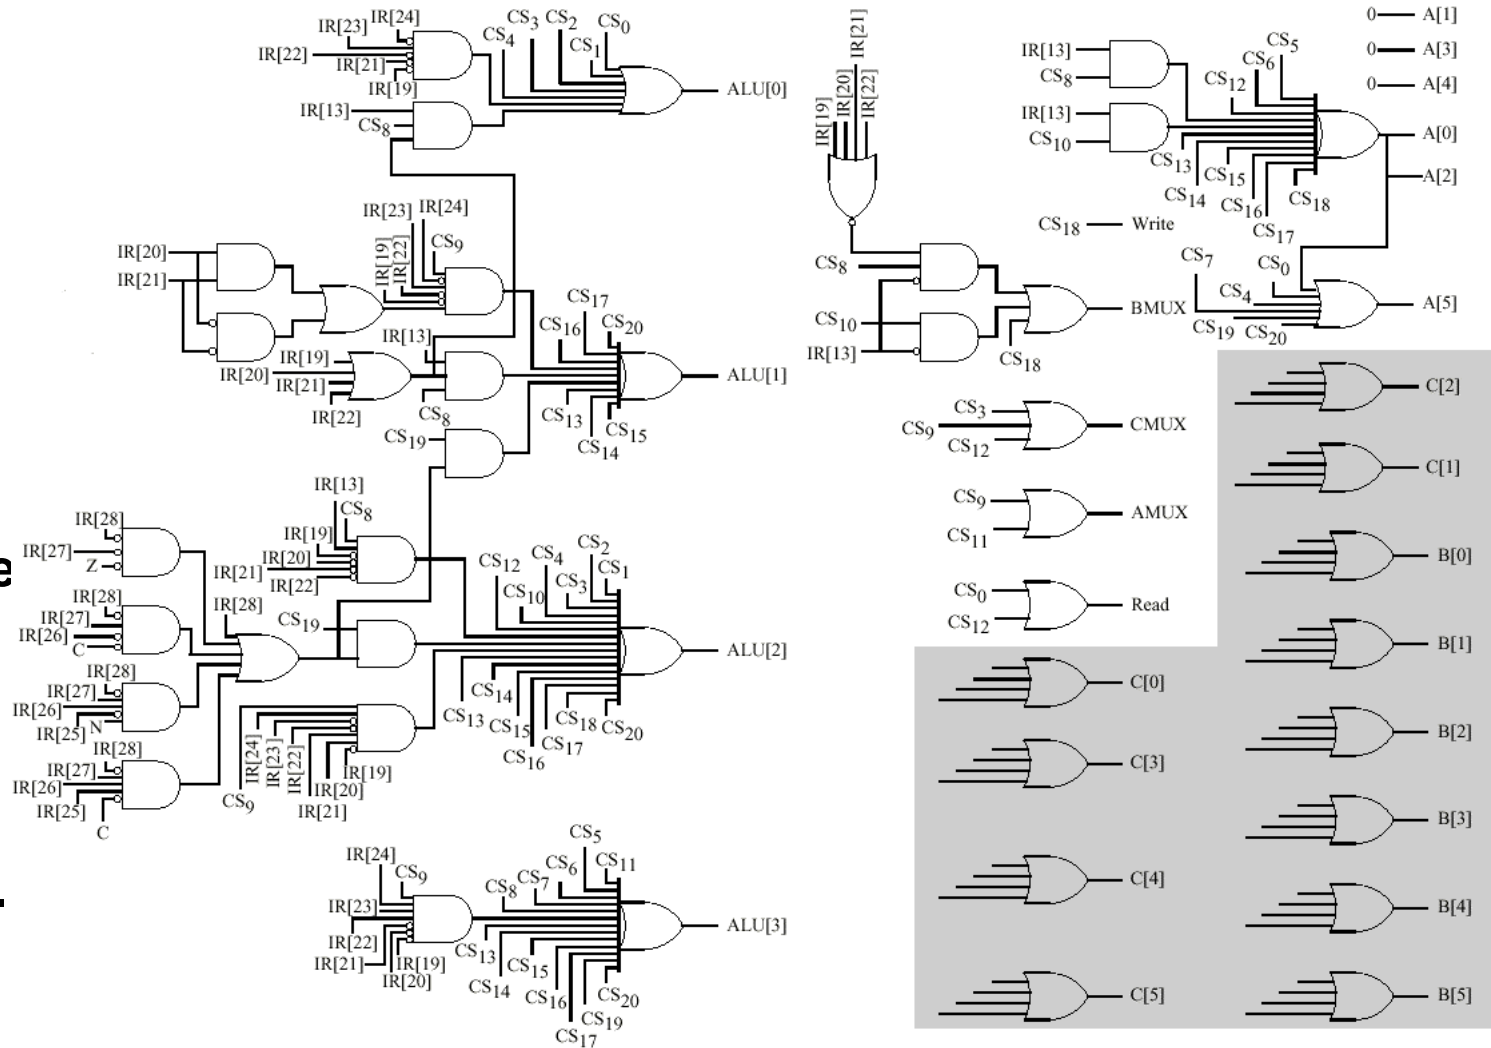 IR[24]
IR[23]
IR[22]
IR[21]
IR[19]
IR[13]
CS8
CS4
CS3
CS2
CS1
CS0
ALU[0]
IR[20]
IR[21]
IR[23]
IR[24]
IR[19]
IR[22]
CS9
IR[19]
IR[20]
IR[21]
IR[22]
IR[13]
CS8
CS19
CS17
CS16
CS20
CS13
CS14
CS15
ALU[1]
IR[28]
IR[27]
Z
IR[28]
IR[27]
IR[26]
C
IR[28]
IR[27]
IR[26]
IR[25]
N
IR[28]
IR[27]
IR[26]
IR[25]
C
IR[28]
IR[13]
CS8
IR[19]
IR[20]
IR[21]
IR[22]
CS19
CS9
IR[24]
IR[23]
IR[22]
IR[21]
IR[20]
IR[19]
CS12
CS10
CS4
CS3
CS2
CS1
CS13
CS14
CS15
CS16
CS17
CS18
CS20
ALU[2]
IR[24]
CS9
IR[23]
IR[22]
IR[21]
IR[20]
IR[19]
CS8
CS7
CS6
CS5
CS11
CS13
CS14
CS15
CS16
CS17
CS19
CS20
ALU[3]
IR[19]
IR[20]
IR[21]
IR[22]
CS8
CS10
IR[13]
CS18
BMUX
CS3
CS9
CS12
CMUX
CS9
CS11
AMUX
CS0
CS12
Read
0 A[1]
0 A[3]
0 A[4]
IR[13]
CS8
IR[13]
CS10
CS12
CS6
CS5
CS13
CS14
CS15
CS16
CS17
CS18
A[0]
A[2]
CS18 Write
CS7
CS0
CS4
CS19
CS20
A[5]
C[2]
C[1]
B[0]
B[1]
B[2]
B[3]
B[4]
B[5]
C[0]
C[3]
C[4]
C[5]
e